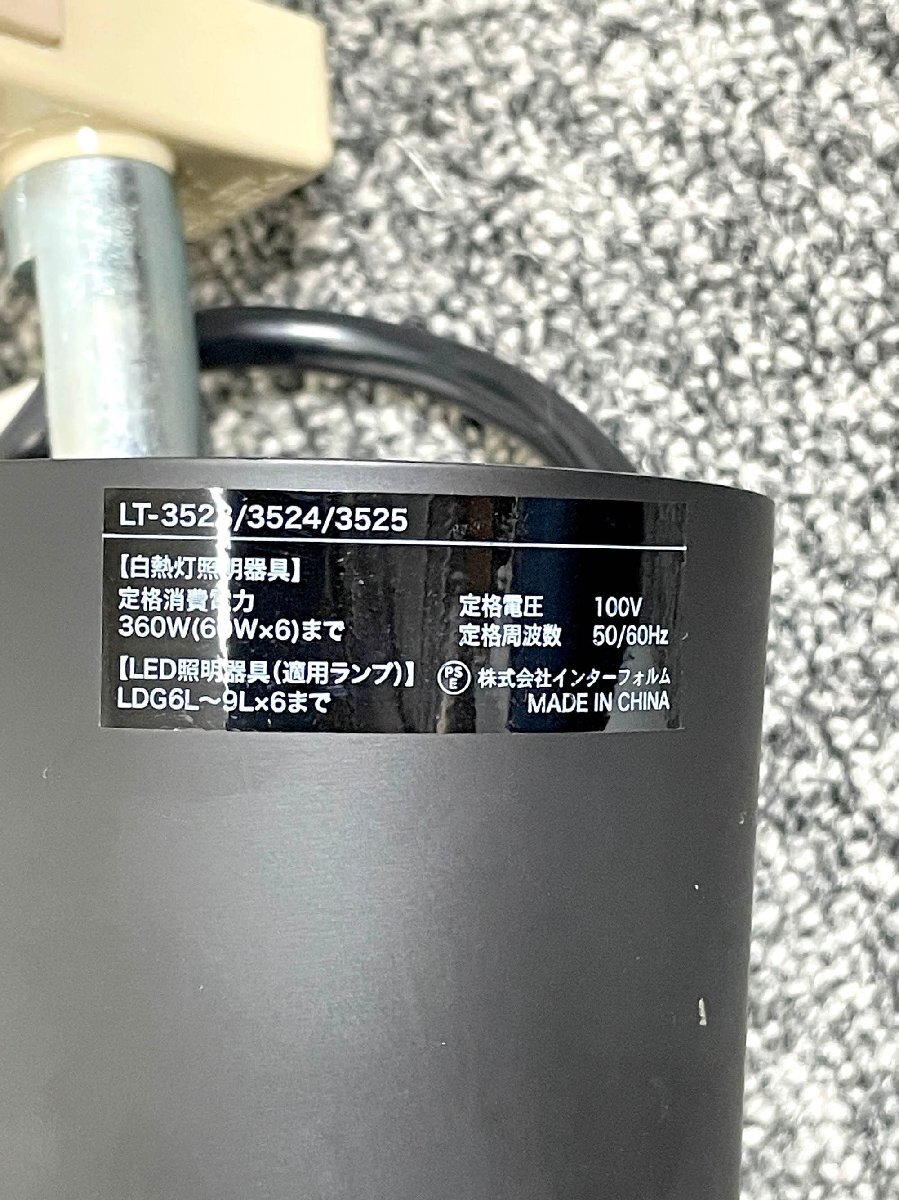 LT-3523/3524/3525
【白熱灯照明器具】
定格消費電力
360W(60W×6)まで
定格電圧 100V
定格周波数 50/60Hz
【LED照明器具(適用ランプ)】
LDG6L〜9L×6まで
PSE 株式会社インターフォルム
MADE IN CHINA